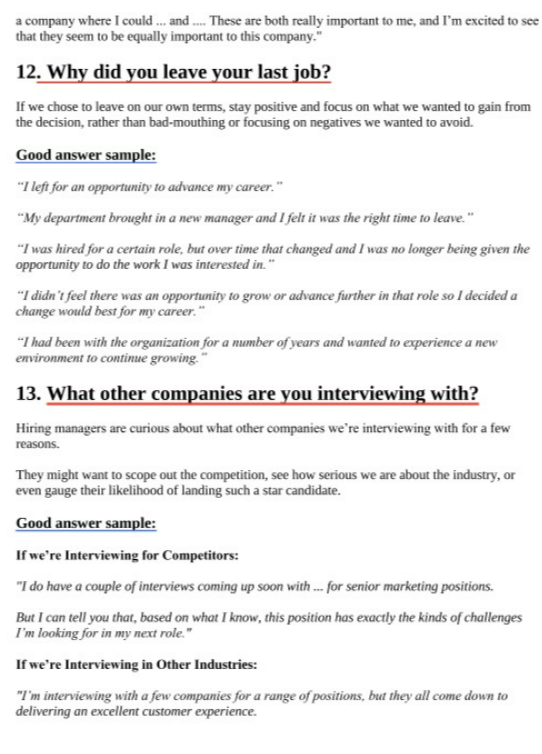 a company where I could ... and .... These are both really important to me, and I'm excited to see
that they seem to be equally important to this company."
12. Why did you leave your last job?
If we chose to leave on our own terms, stay positive and focus on what we wanted to gain from
the decision, rather than bad-mouthing or focusing on negatives we wanted to avoid.
Good answer sample:
"I left for an opportunity to advance my career."
"My department brought in a new manager and I felt it was the right time to leave."
"I was hired for a certain role, but over time that changed and I was no longer being given the
opportunity to do the work I was interested in."
"I didn't feel there was an opportunity to grow or advance further in that role so I decided a
change would best for my career."
"I had been with the organization for a number of years and wanted to experience a new
environment to continue growing."
13. What other companies are you interviewing with?
Hiring managers are curious about what other companies we're interviewing with for a few
reasons.
They might want to scope out the competition, see how serious we are about the industry, or
even gauge their likelihood of landing such a star candidate.
Good answer sample:
If we're Interviewing for Competitors:
"I do have a couple of interviews coming up soon with ... for senior marketing positions.
But I can tell you that, based on what I know, this position has exactly the kinds of challenges
I'm looking for in my next role."
If we're Interviewing in Other Industries:
"I'm interviewing with a few companies for a range of positions, but they all come down to
delivering an excellent customer experience.